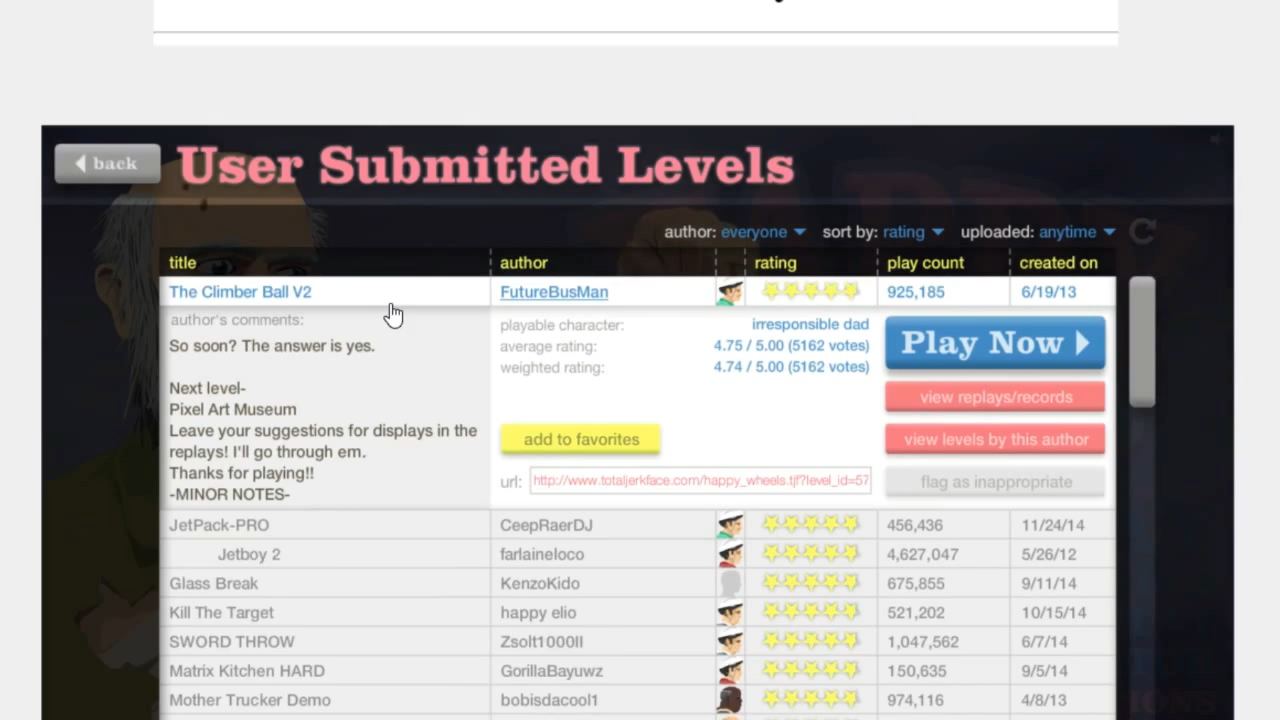 back
User Submitted Levels
author: everyone sort by: rating uploaded: anytime
title author rating play count created on
The Climber Ball V2 FutureBusMan 925,185 6/19/13
author's comments:
So soon? The answer is yes.
Next level-
Pixel Art Museum
Leave your suggestions for displays in the
replays! I'll go through em.
Thanks for playing!!
-MINOR NOTES-
playable character: irresponsible dad
average rating: 4.75 / 5.00 (5162 votes)
weighted rating: 4.74 / 5.00 (5162 votes)
add to favorites
url: http://www.totaljerkface.com/happy_wheels.tjf?level_id=57
Play Now
view replays/records
view levels by this author
flag as inappropriate
JetPack-PRO CeepRaerDJ 456,436 11/24/14
Jetboy 2 farlaineloco 4,627,047 5/26/12
Glass Break KenzoKido 675,855 9/11/14
Kill The Target happy elio 521,202 10/15/14
SWORD THROW Zsolt1000II 1,047,562 6/7/14
Matrix Kitchen HARD GorillaBayuwz 150,635 9/5/14
Mother Trucker Demo bobisdacool1 974,116 4/8/13